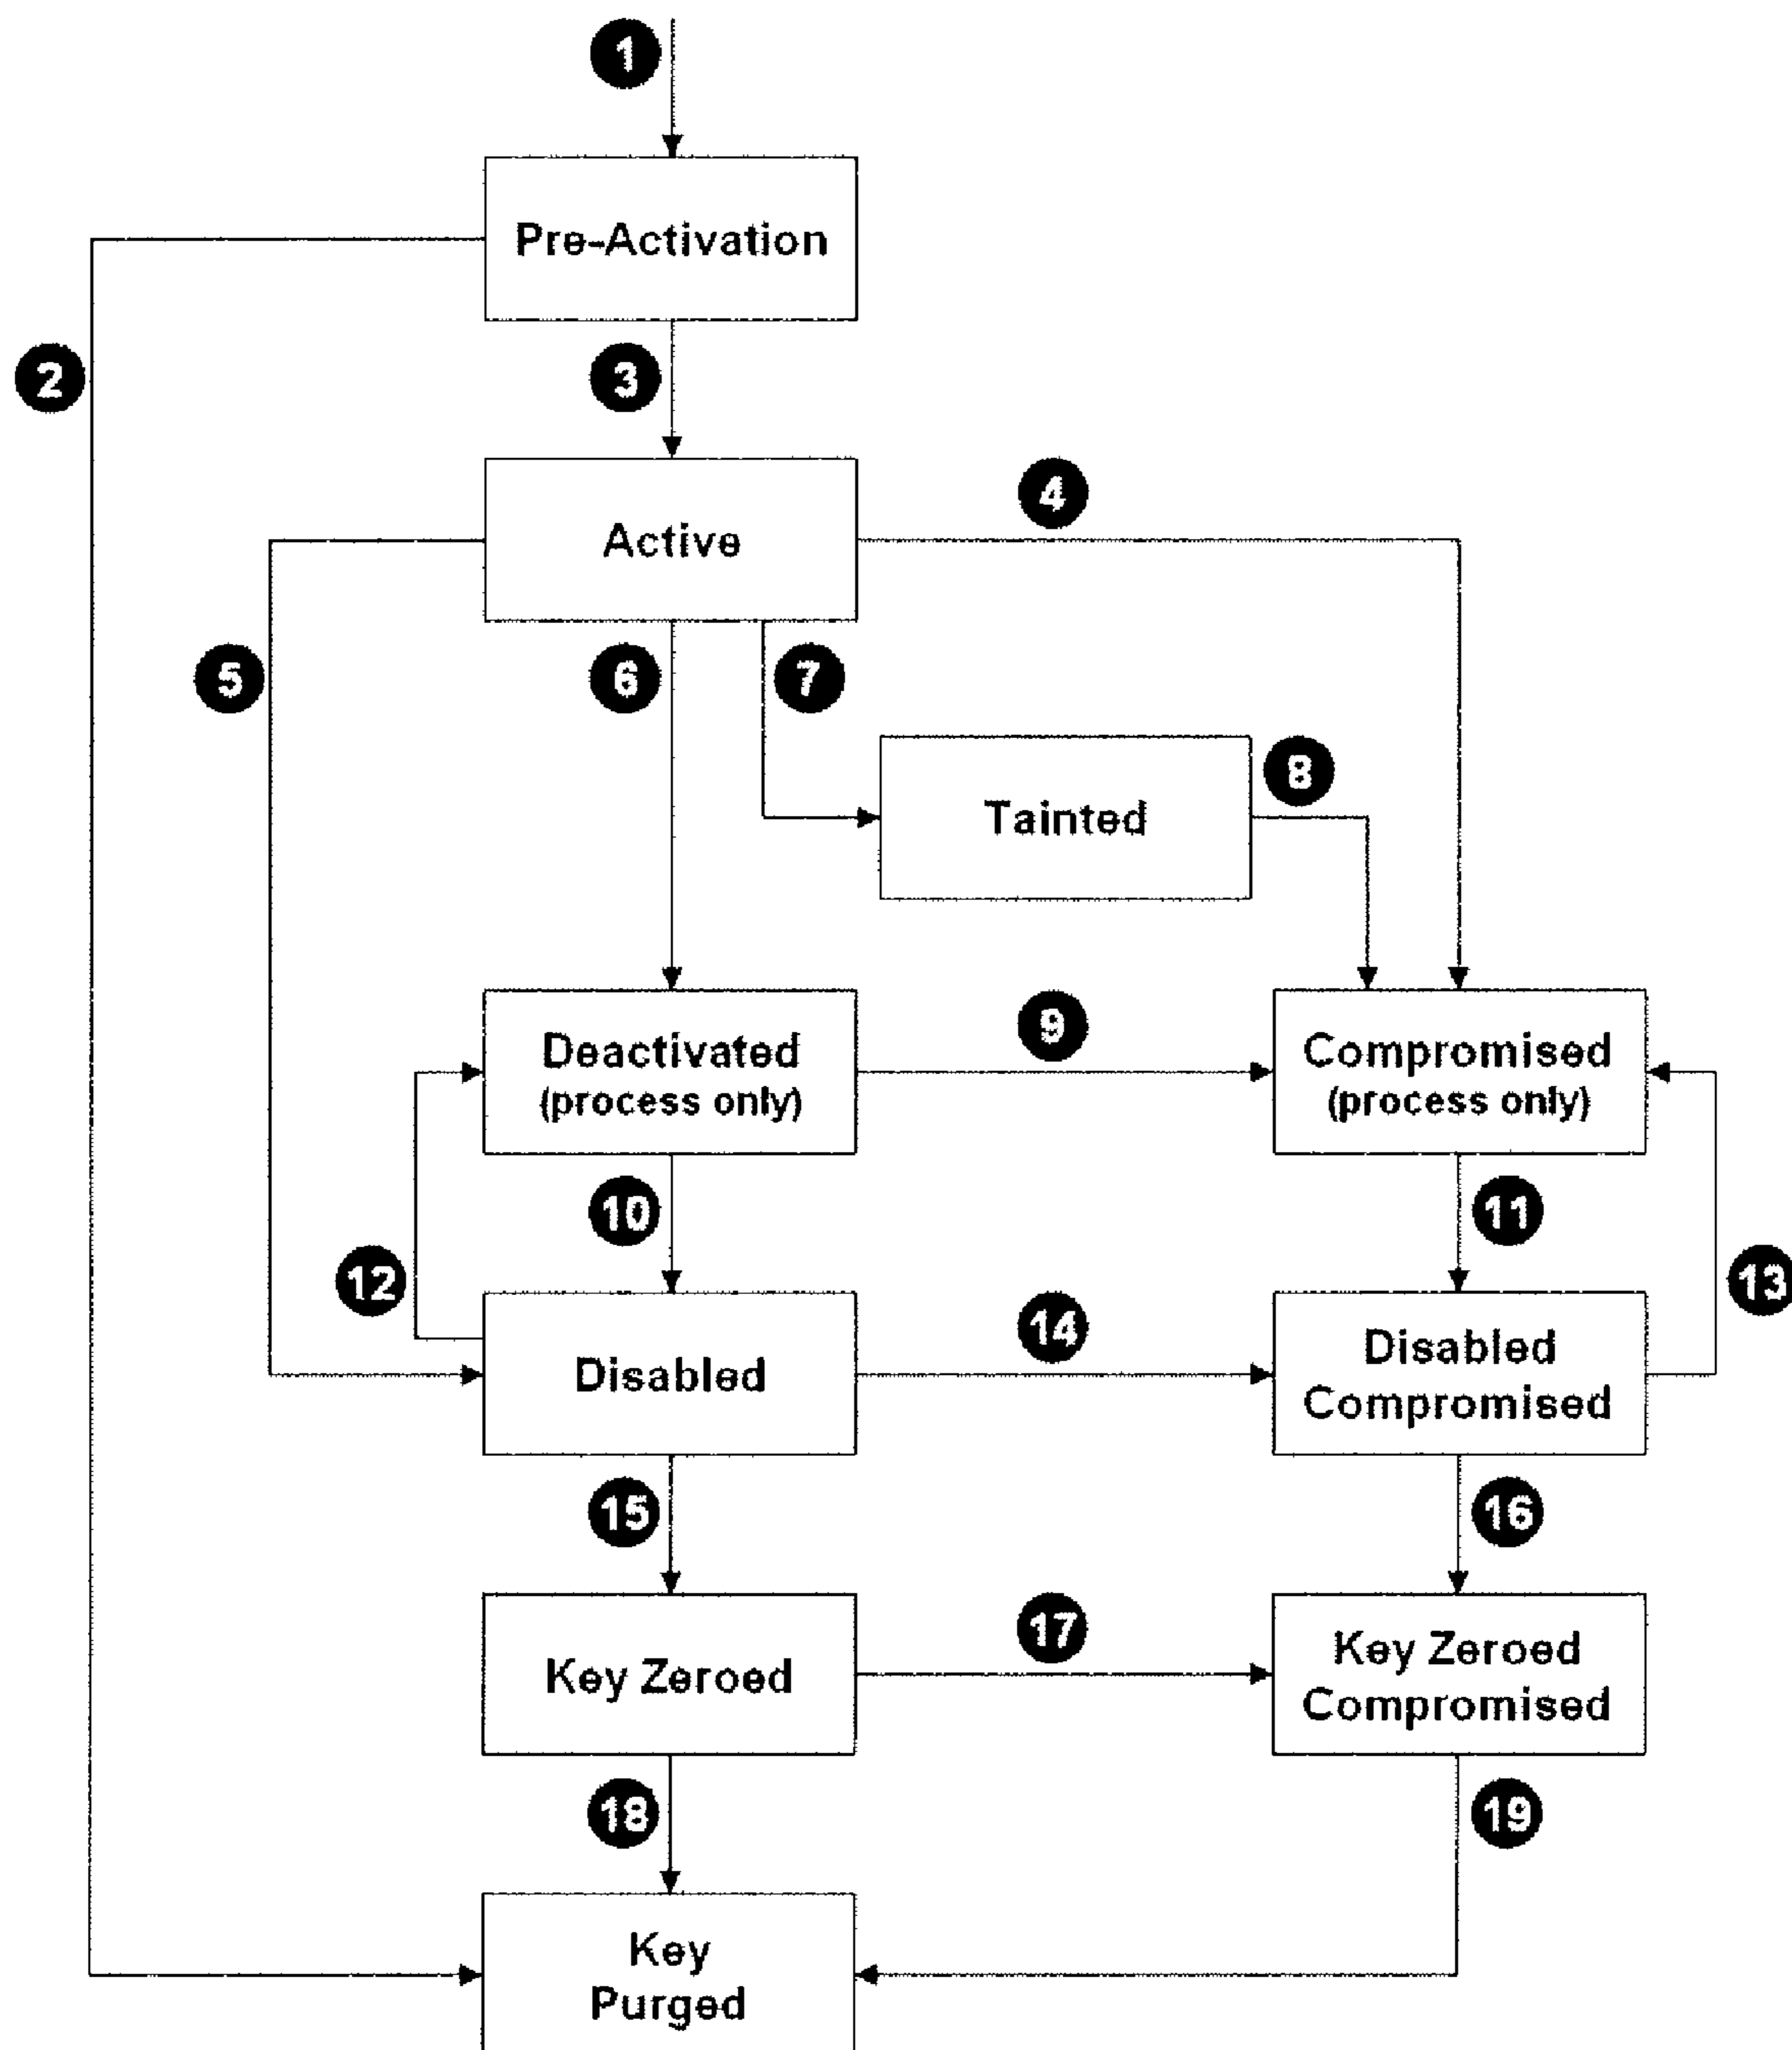 1
Pre-Activation
2
3
4
Active
5
6
7
8
Tainted
Deactivated
(process only)
9
Compromised
(process only)
10
11
12
13
14
Disabled
Disabled
Compromised
15
16
17
Key Zeroed
Key Zeroed
Compromised
18
19
Key
Purged